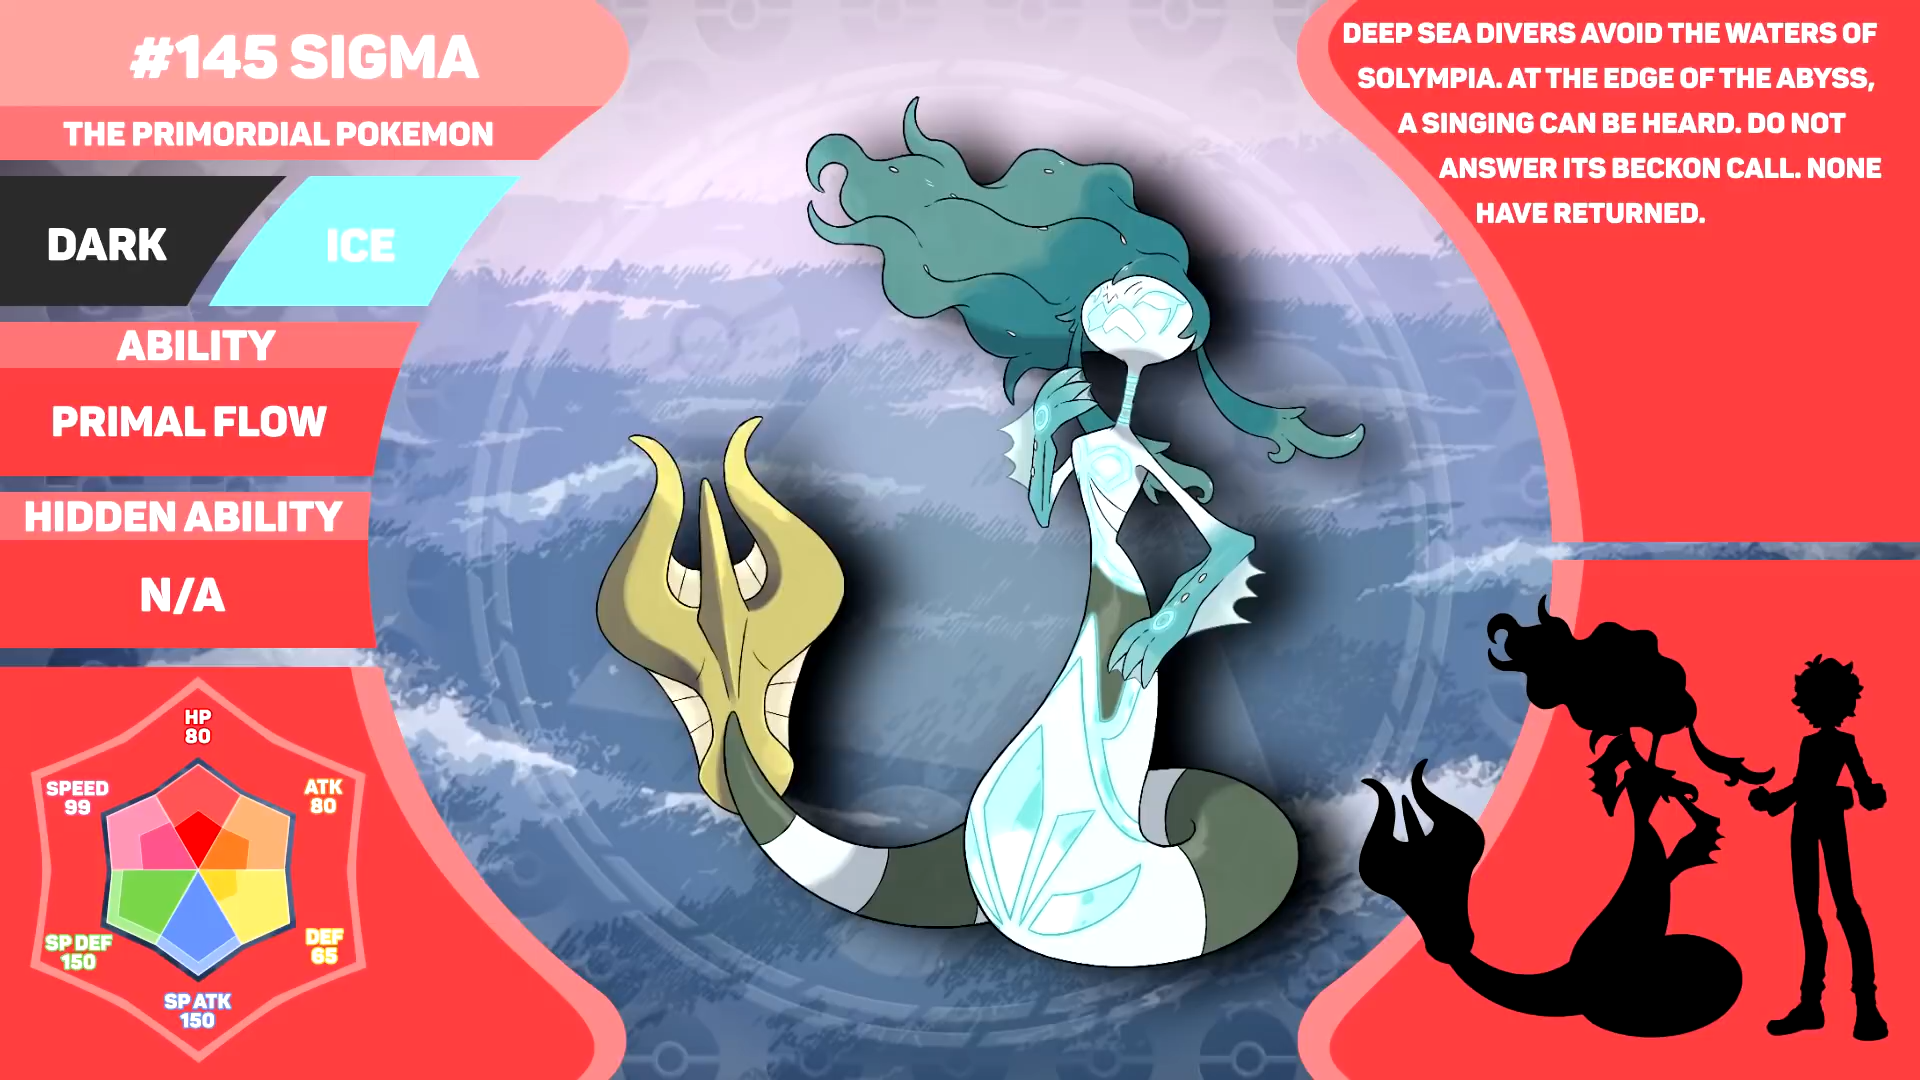 #145 SIGMA
THE PRIMORDIAL POKEMON
DARK
ICE
ABILITY
PRIMAL FLOW
HIDDEN ABILITY
N/A
HP
80
SPEED
99
ATK
80
SP DEF
150
DEF
65
SP ATK
150
DEEP SEA DIVERS AVOID THE WATERS OF
SOLYMPIA. AT THE EDGE OF THE ABYSS,
A SINGING CAN BE HEARD. DO NOT
ANSWER ITS BECKON CALL. NONE
HAVE RETURNED.